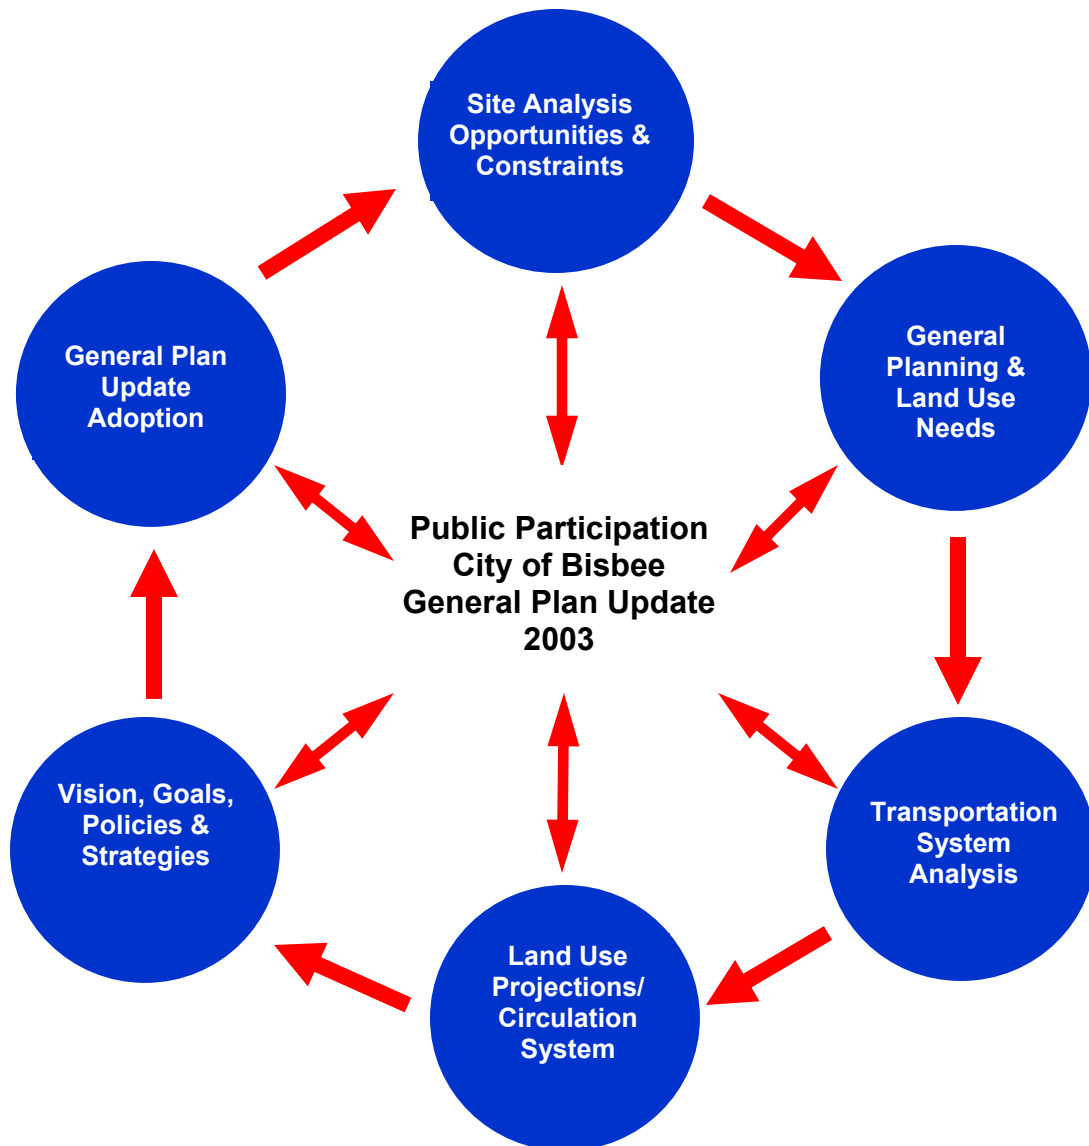 Site Analysis
Opportunities &
Constraints
General
Planning &
Land Use
Needs
Transportation
System
Analysis
Land Use
Projections/
Circulation
System
Vision, Goals,
Policies &
Strategies
General Plan
Update
Adoption
Public Participation
City of Bisbee
General Plan Update
2003